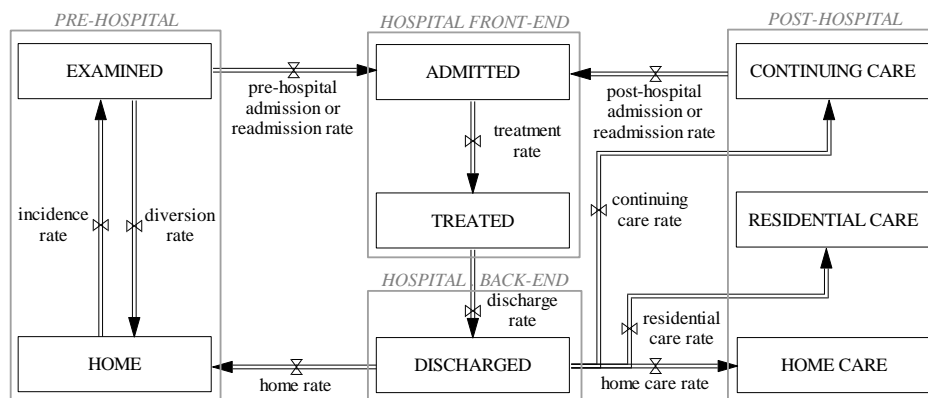 PRE-HOSPITAL
HOSPITAL FRONT-END
POST-HOSPITAL
EXAMINED
ADMITTED
CONTINUING CARE
pre-hospital
admission or
readmission rate
post-hospital
admission or
readmission rate
treatment
rate
incidence
rate
diversion
rate
TREATED
continuing
care rate
RESIDENTIAL CARE
HOSPITAL BACK-END
discharge
rate
residential
care rate
HOME
DISCHARGED
HOME CARE
home rate
home care rate